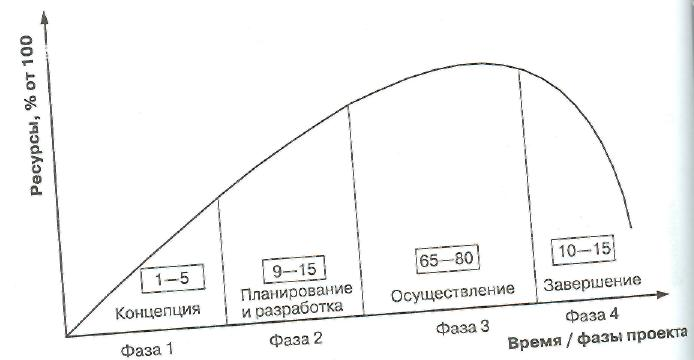 Ресурсы, % от 100
1—5
9—15
65—80
10—15
Концепция
Планирование
и разработка
Осуществление
Завершение
Фаза 1
Фаза 2
Фаза 3
Фаза 4
Время / фазы проекта